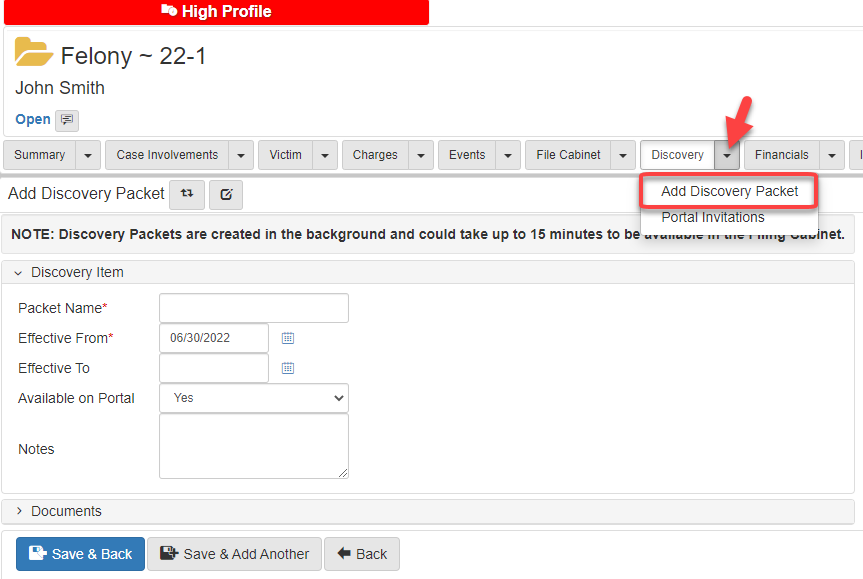 High Profile
Felony ~ 22-1
John Smith
Open
Summary Case Involvements Victim Charges Events File Cabinet Discovery Financials
Add Discovery Packet
Add Discovery Packet
Portal Invitations
NOTE: Discovery Packets are created in the background and could take up to 15 minutes to be available in the Filing Cabinet.
Discovery Item
Packet Name*
Effective From* 06/30/2022
Effective To
Available on Portal Yes
Notes
Documents
Save & Back Save & Add Another Back